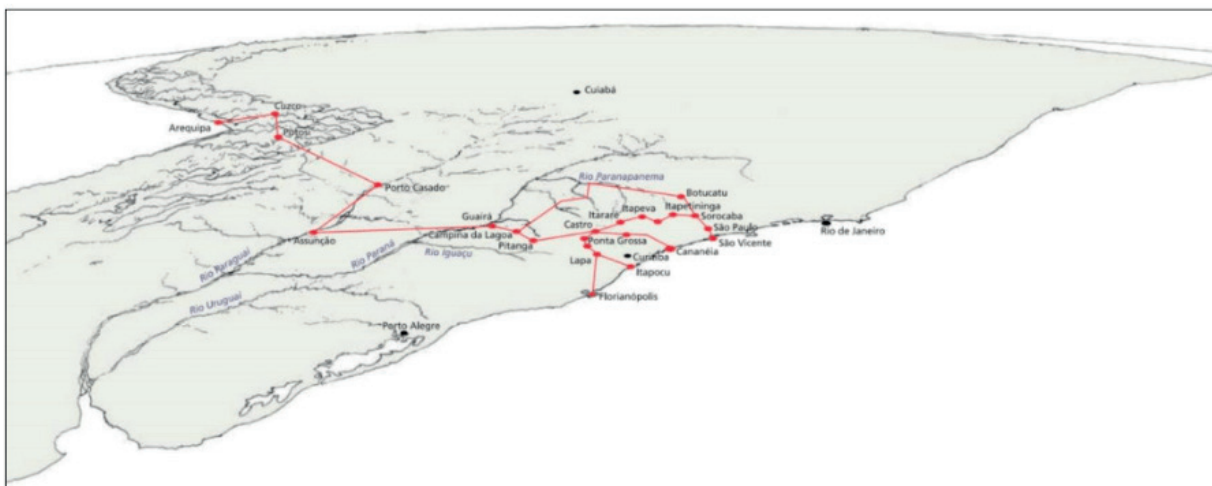 Cuiabá
Cuzco
Arequipa
Potosi
Porto Casado
Rio Paranapanema
Botucatu
Itapetininga
Itapeva
Sorocaba
Itararé
Guairá
Castro
São Paulo
Rio de Janeiro
Assunção
Campina da Lagoa
São Vicente
Pitanga
Ponta Grossa
Cananéia
Rio Iguaçu
Curitiba
Rio Paraguai
Rio Paraná
Lapa
Itapocu
Rio Uruguai
Florianópolis
Porto Alegre